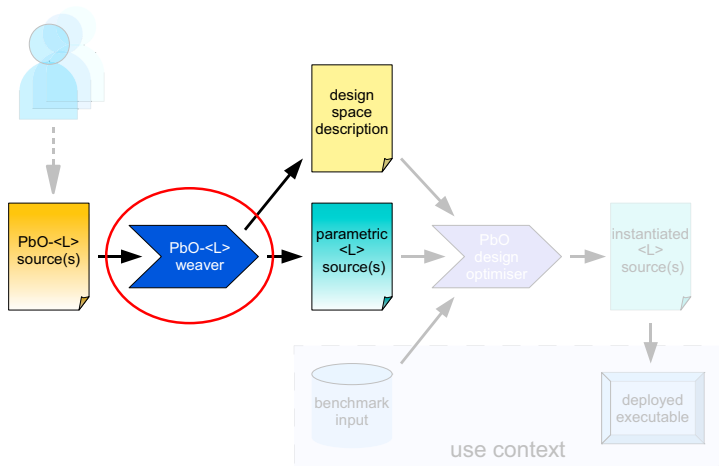 design
space
description
PbO-<L>
source(s)
PbO-<L>
weaver
parametric
<L>
source(s)
PbO
design
optimiser
instantiated
<L>
source(s)
benchmark
input
deployed
executable
use context